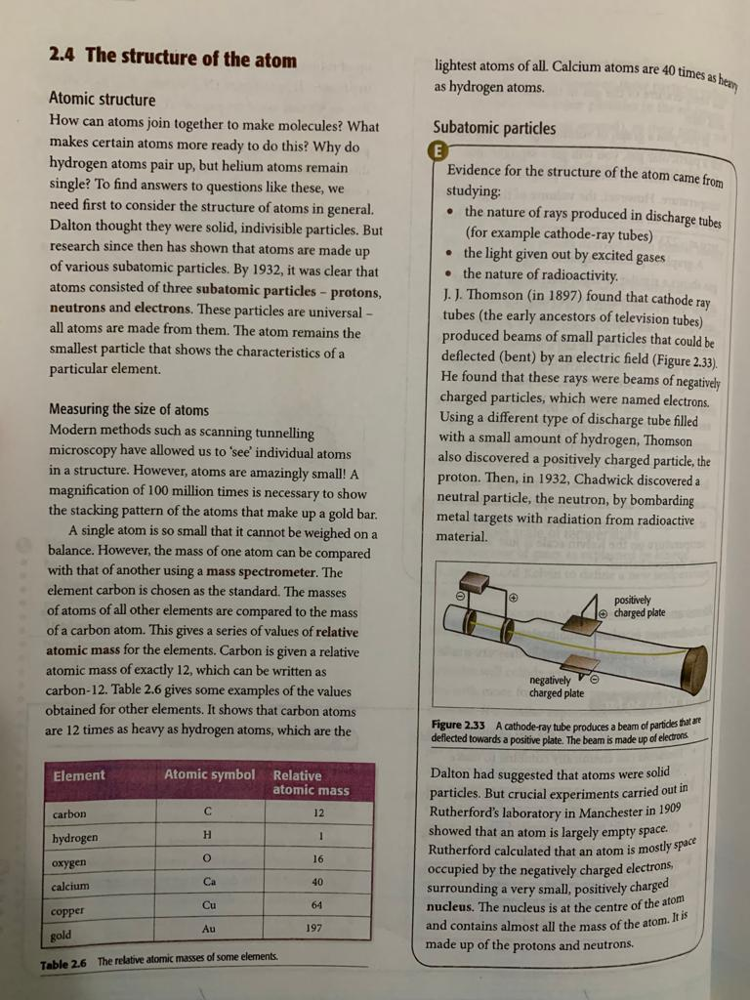 2.4 The structure of the atom
Atomic structure
How can atoms join together to make molecules? What
makes certain atoms more ready to do this? Why do
hydrogen atoms pair up, but helium atoms remain
single? To find answers to questions like these, we
need first to consider the structure of atoms in general.
Dalton thought they were solid, indivisible particles. But
research since then has shown that atoms are made up
of various subatomic particles. By 1932, it was clear that
atoms consisted of three subatomic particles – protons,
neutrons and electrons. These particles are universal –
all atoms are made from them. The atom remains the
smallest particle that shows the characteristics of a
particular element.
Measuring the size of atoms
Modern methods such as scanning tunnelling
microscopy have allowed us to 'see' individual atoms
in a structure. However, atoms are amazingly small! A
magnification of 100 million times is necessary to show
the stacking pattern of the atoms that make up a gold bar.
A single atom is so small that it cannot be weighed on a
balance. However, the mass of one atom can be compared
with that of another using a mass spectrometer. The
element carbon is chosen as the standard. The masses
of atoms of all other elements are compared to the mass
of a carbon atom. This gives a series of values of relative
atomic mass for the elements. Carbon is given a relative
atomic mass of exactly 12, which can be written as
carbon-12. Table 2.6 gives some examples of the values
obtained for other elements. It shows that carbon atoms
are 12 times as heavy as hydrogen atoms, which are the
Element Atomic symbol Relative
atomic mass
carbon C 12
hydrogen H 1
oxygen O 16
calcium Ca 40
copper Cu 64
gold Au 197
Table 2.6 The relative atomic masses of some elements.
lightest atoms of all. Calcium atoms are 40 times as heavy
as hydrogen atoms.
Subatomic particles
E
Evidence for the structure of the atom came from
studying:
• the nature of rays produced in discharge tubes
(for example cathode-ray tubes)
• the light given out by excited gases
• the nature of radioactivity.
J. J. Thomson (in 1897) found that cathode ray
tubes (the early ancestors of television tubes)
produced beams of small particles that could be
deflected (bent) by an electric field (Figure 2.33).
He found that these rays were beams of negatively
charged particles, which were named electrons.
Using a different type of discharge tube filled
with a small amount of hydrogen, Thomson
also discovered a positively charged particle, the
proton. Then, in 1932, Chadwick discovered a
neutral particle, the neutron, by bombarding
metal targets with radiation from radioactive
material.
− +
positively
+ charged plate
negatively −
charged plate
Figure 2.33 A cathode-ray tube produces a beam of particles that are
deflected towards a positive plate. The beam is made up of electrons.
Dalton had suggested that atoms were solid
particles. But crucial experiments carried out in
Rutherford's laboratory in Manchester in 1909
showed that an atom is largely empty space.
Rutherford calculated that an atom is mostly space
occupied by the negatively charged electrons,
surrounding a very small, positively charged
nucleus. The nucleus is at the centre of the atom
and contains almost all the mass of the atom. It is
made up of the protons and neutrons.